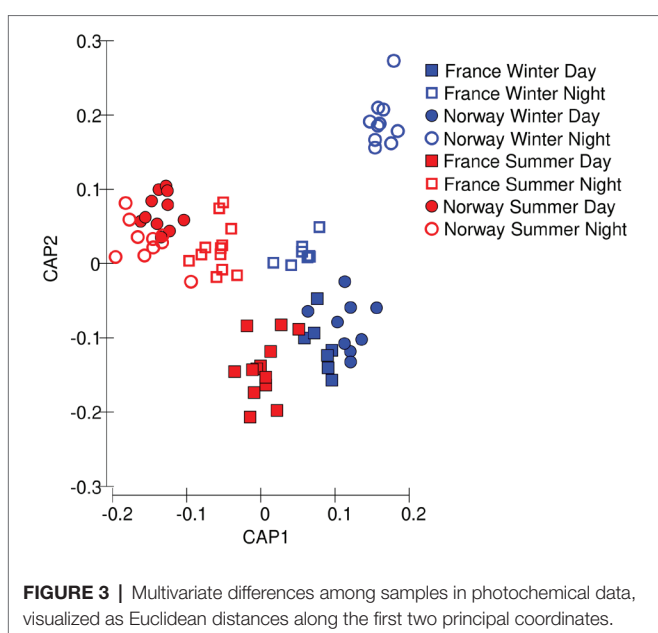 0.3
0.2
0.1
0
-0.1
-0.2
-0.3
CAP2
-0.2 -0.1 0 0.1 0.2
CAP1
France Winter Day
France Winter Night
Norway Winter Day
Norway Winter Night
France Summer Day
France Summer Night
Norway Summer Day
Norway Summer Night
FIGURE 3 | Multivariate differences among samples in photochemical data,
visualized as Euclidean distances along the first two principal coordinates.